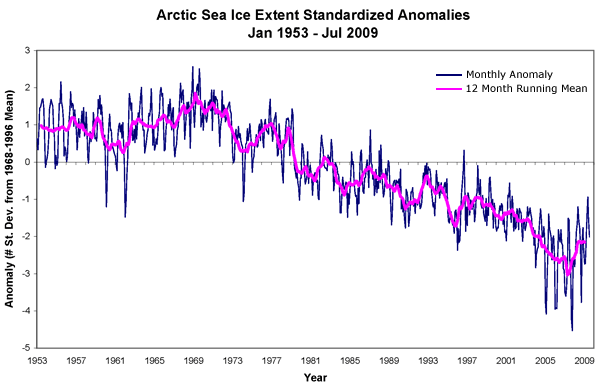 Arctic Sea Ice Extent Standardized Anomalies
Jan 1953 - Jul 2009
Monthly Anomaly
12 Month Running Mean
Anomaly (# St. Dev. from 1968-1996 Mean)
3
2
1
0
-1
-2
-3
-4
-5
1953 1957 1961 1965 1969 1973 1977 1981 1985 1989 1993 1997 2001 2005 2009
Year